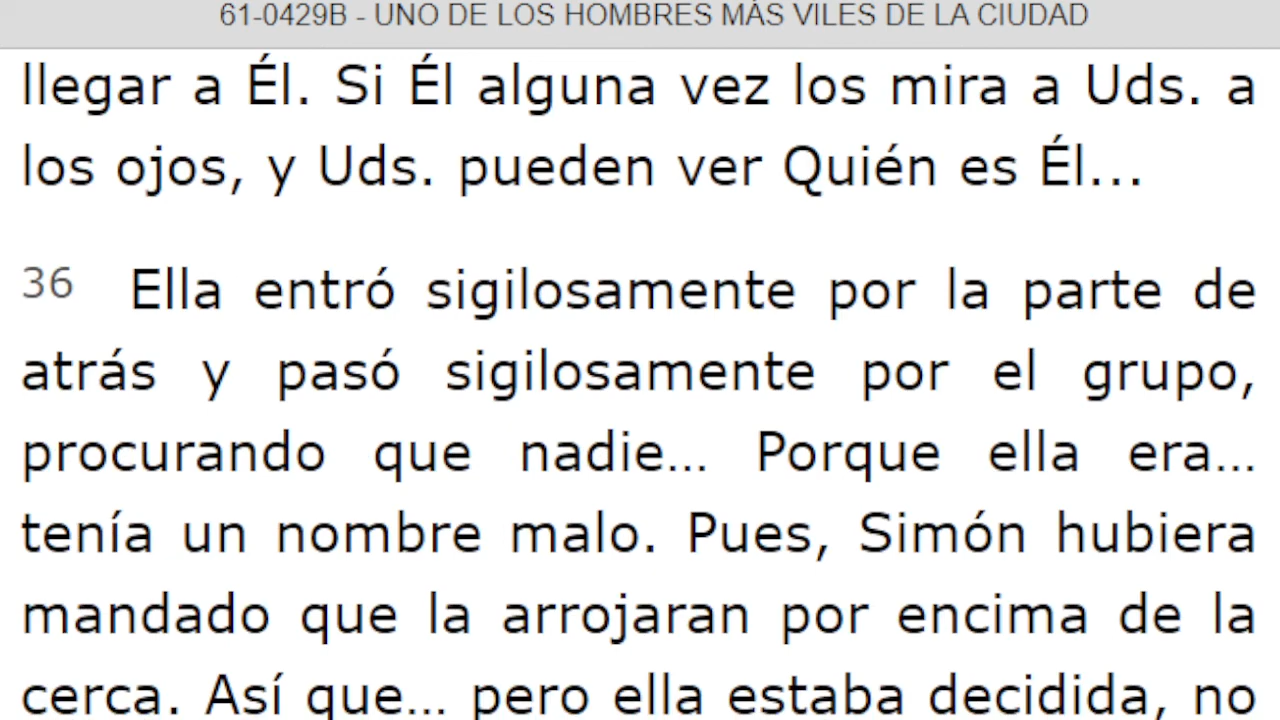 61-0429B - UNO DE LOS HOMBRES MÀS VILES DE LA CIUDAD
llegar a Él. Si Él alguna vez los mira a Uds. a
los ojos, y Uds. pueden ver Quién es Él...
36 Ella entró sigilosamente por la parte de
atrás y pasó sigilosamente por el grupo,
procurando que nadie... Porque ella era...
tenía un nombre malo. Pues, Simón hubiera
mandado que la arrojaran por encima de la
cerca. Así que... pero ella estaba decidida, no